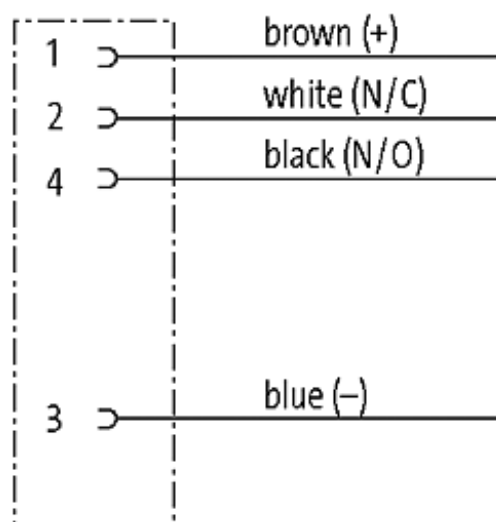 1 brown (+)
2 white (N/C)
4 black (N/O)
3 blue (–)